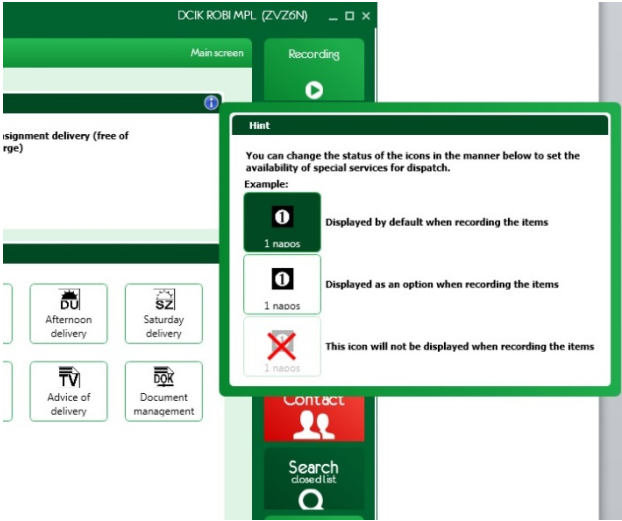 DCIK ROBI MPL (ZVZ6N)
Main screen
Recording
signment delivery (free of
rge)
Hint
You can change the status of the icons in the manner below to set the
availability of special services for dispatch.
Example:
1
1 napos
Displayed by default when recording the items
1
1 napos
Displayed as an option when recording the items
1 napos
This icon will not be displayed when recording the items
DU
Afternoon
delivery
SZ
Saturday
delivery
TV
Advice of
delivery
DOK
Document
management
Contact
Search
closed list